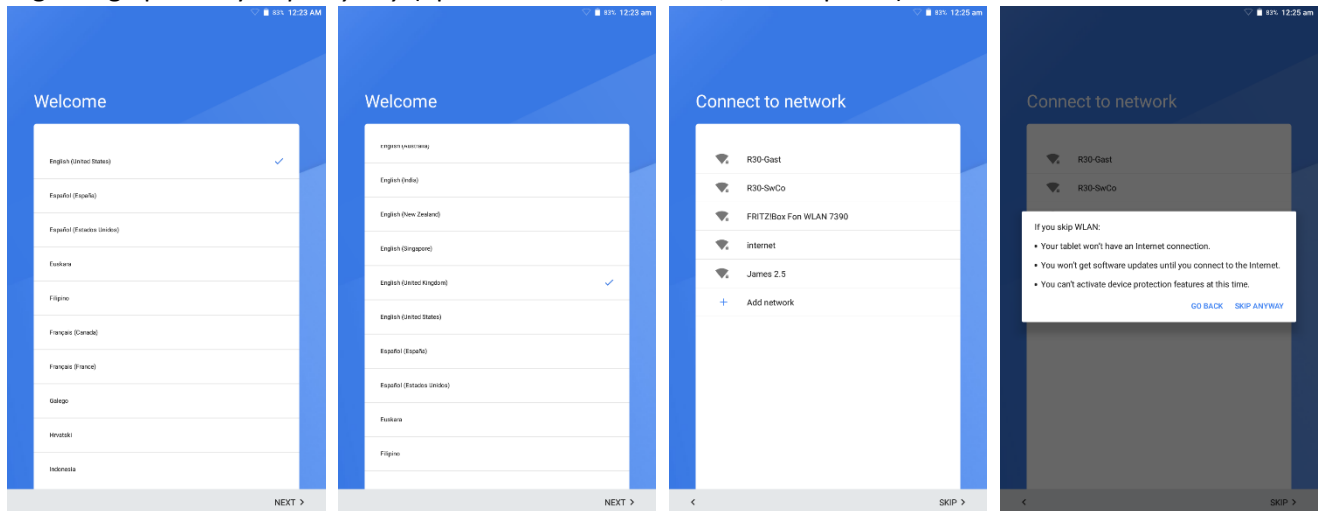 83% 12:23 AM
Welcome
English (United States)
Español (España)
Español (Estados Unidos)
Euskara
Filipino
Français (Canada)
Français (France)
Galego
Hrvatski
Indonesia
NEXT >
83% 12:23 am
Welcome
English (Australia)
English (India)
English (New Zealand)
English (Singapore)
English (United Kingdom)
English (United States)
Español (España)
Español (Estados Unidos)
Euskara
Filipino
NEXT >
83% 12:25 am
Connect to network
R30-Gast
R30-SwCo
FRITZ!Box Fon WLAN 7390
internet
James 2.5
+ Add network
< SKIP >
83% 12:25 am
Connect to network
R30-Gast
R30-SwCo
If you skip WLAN:
• Your tablet won't have an Internet connection.
• You won't get software updates until you connect to the Internet.
• You can't activate device protection features at this time.
GO BACK SKIP ANYWAY
< SKIP >